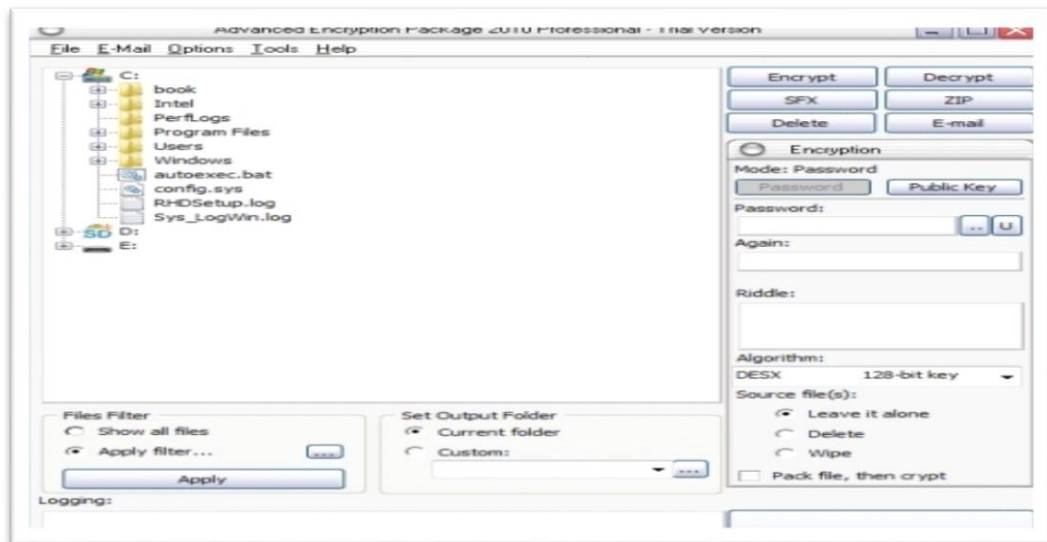 Advanced Encryption Package 2010 Professional - Trial Version
File E-Mail Options Tools Help
C:
book
Intel
PerfLogs
Program Files
Users
Windows
autoexec.bat
config.sys
RHDSetup.log
Sys_LogWin.log
SD D:
E:
Encrypt Decrypt
SFX ZIP
Delete E-mail
Encryption
Mode: Password
Password Public Key
Password:
.. U
Again:
Riddle:
Algorithm:
DESX 128-bit key
Source file(s):
Leave it alone
Delete
Wipe
Pack file, then crypt
Files Filter
Show all files
Apply filter... ...
Apply
Set Output Folder
Current folder
Custom:
...
Logging: